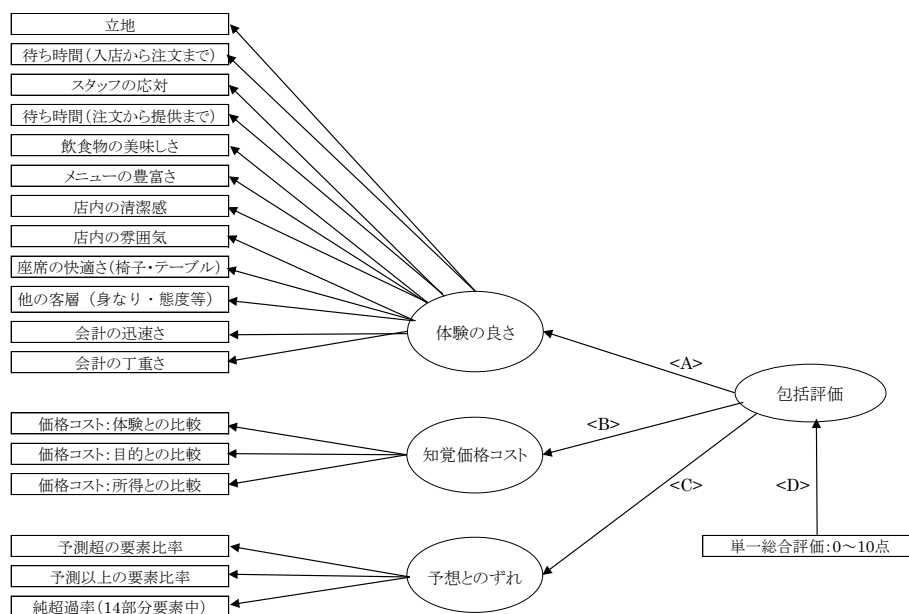 立地
待ち時間(入店から注文まで)
スタッフの応対
待ち時間(注文から提供まで)
飲食物の美味しさ
メニューの豊富さ
店内の清潔感
店内の雰囲気
座席の快適さ(椅子・テーブル)
他の客層（身なり・態度等）
会計の迅速さ
会計の丁重さ
体験の良さ
<A>
包括評価
価格コスト:体験との比較
価格コスト:目的との比較
価格コスト:所得との比較
知覚価格コスト
<B>
<C>
<D>
単一総合評価:0～10点
予測超の要素比率
予測以上の要素比率
純超過率(14部分要素中)
予想とのずれ